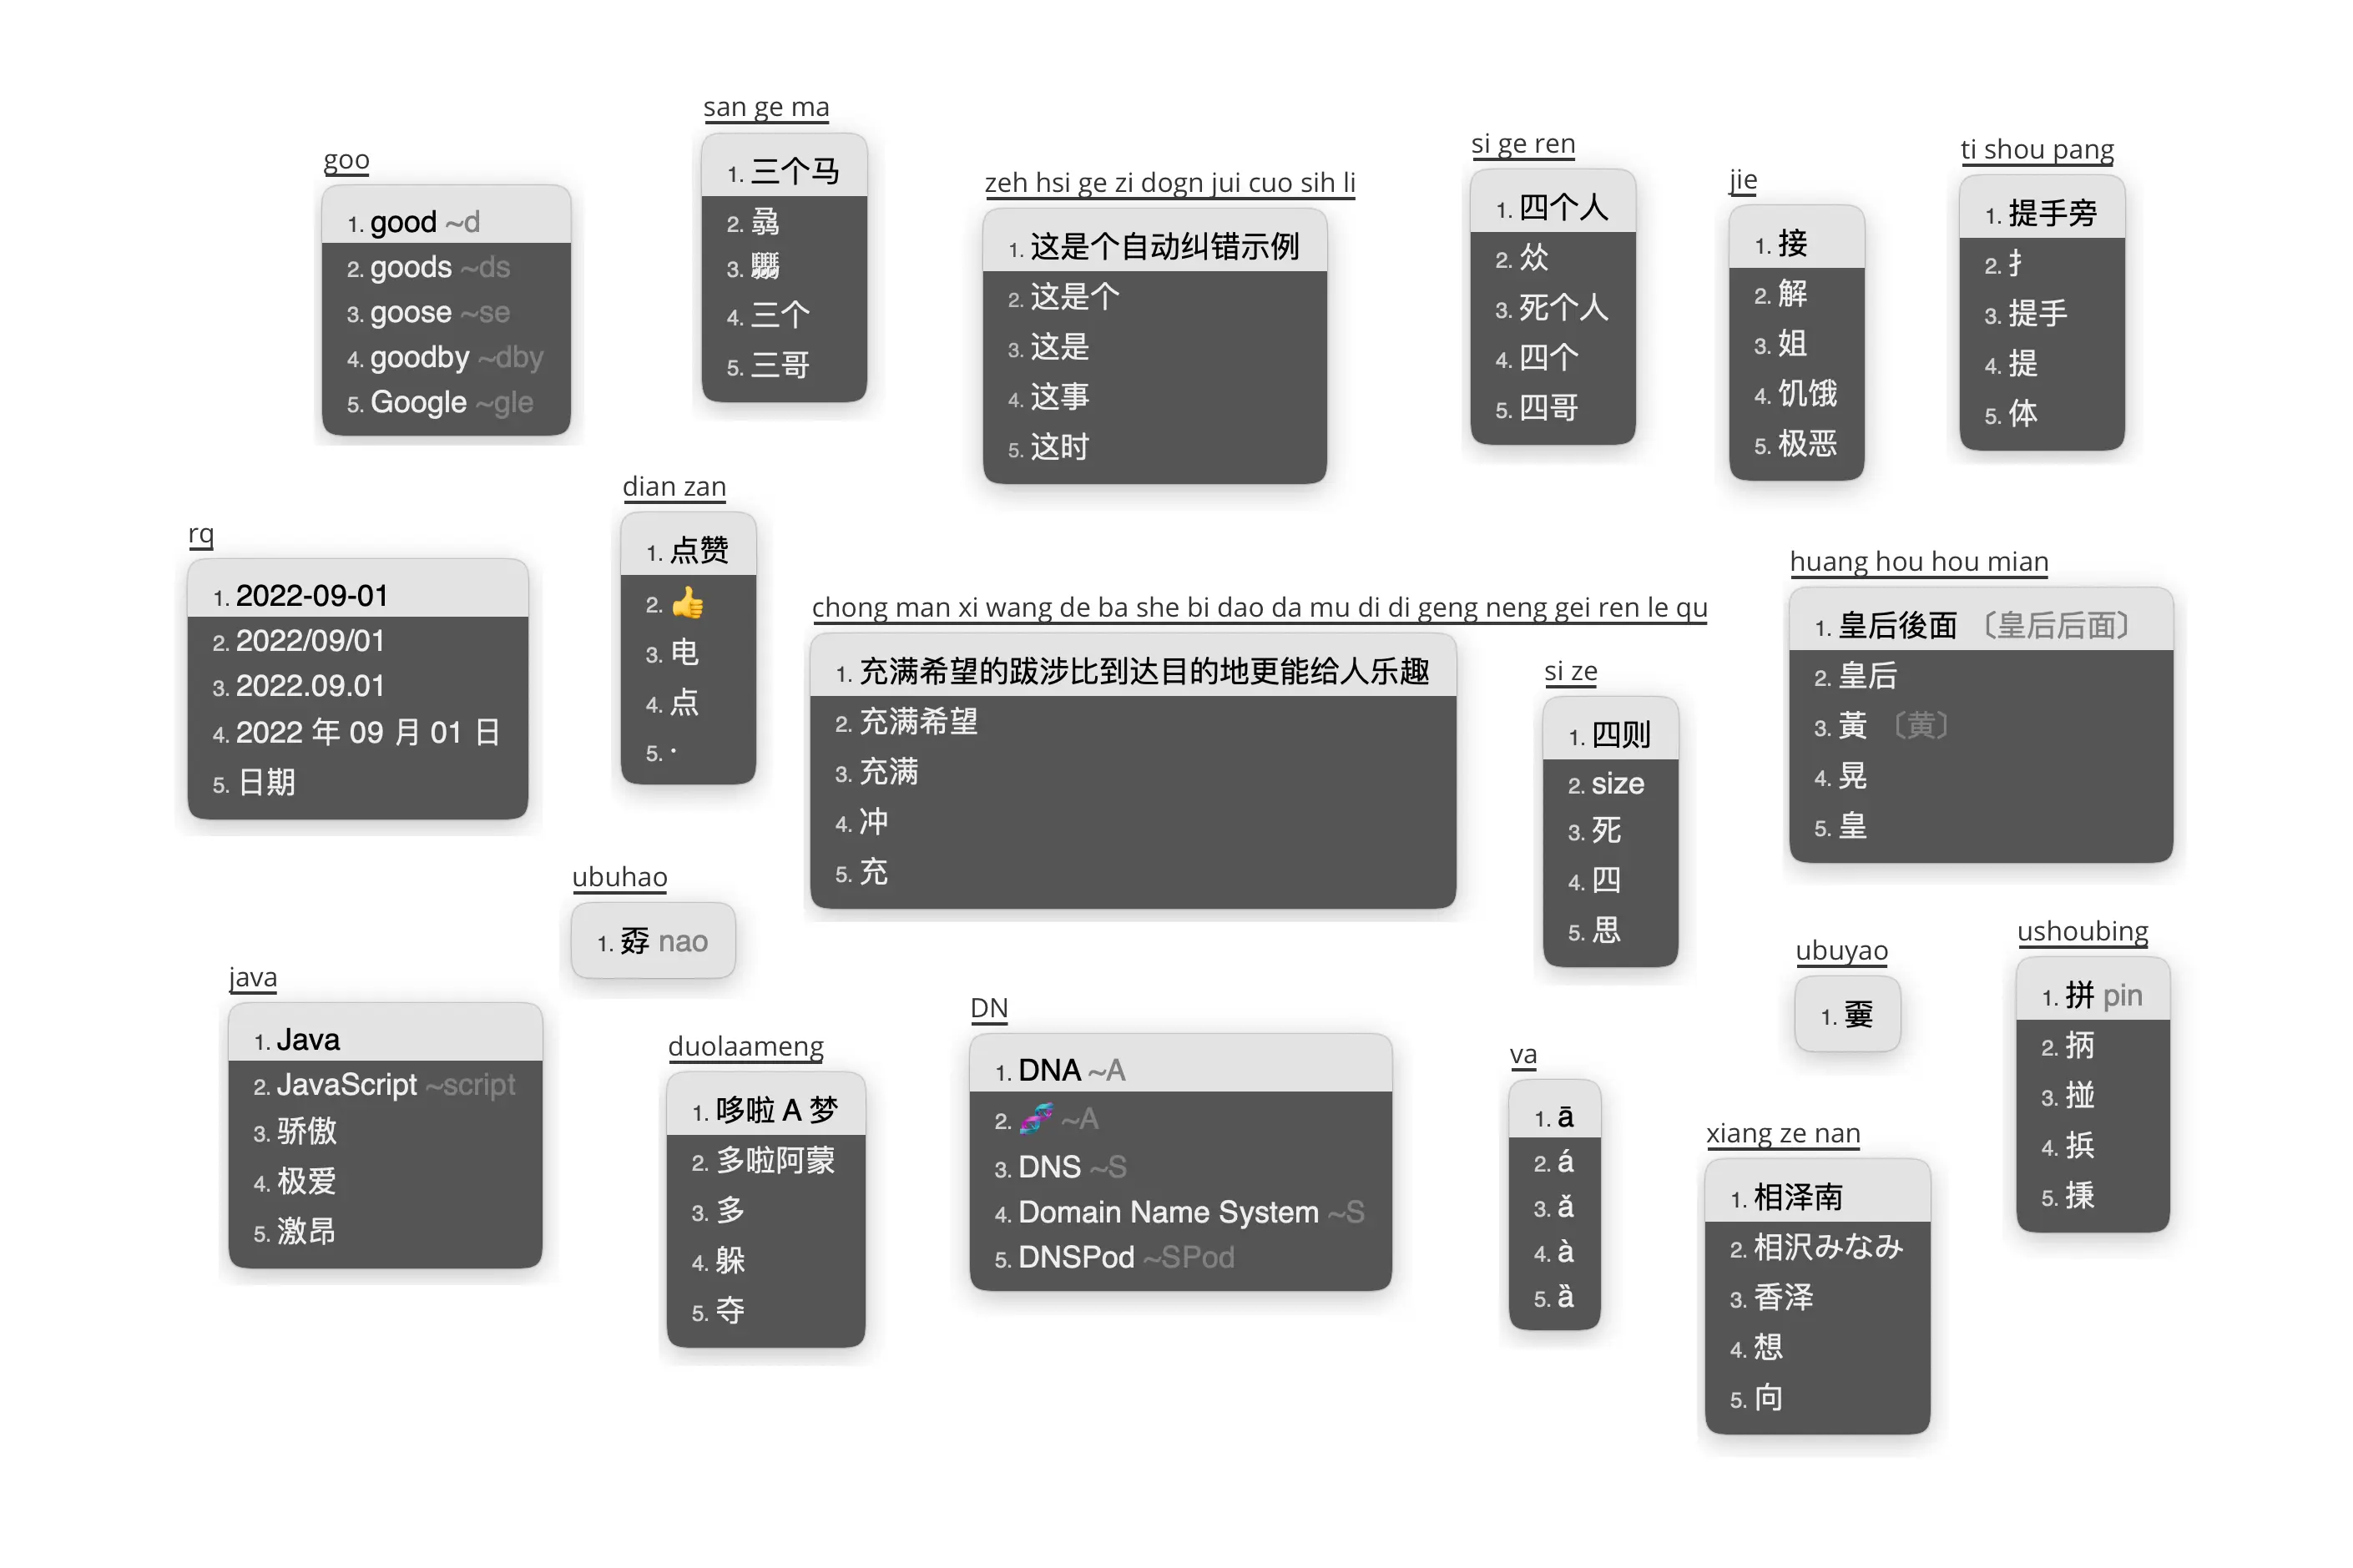 goo
1. good ~d
2. goods ~ds
3. goose ~se
4. goodby ~dby
5. Google ~gle
san ge ma
1. 三个马
2. 骉
3. 驫
4. 三个
5. 三哥
zeh hsi ge zi dogn jui cuo sih li
1. 这是个自动纠错示例
2. 这是个
3. 这是
4. 这事
5. 这时
si ge ren
1. 四个人
2. 㷋
3. 死个人
4. 四个
5. 四哥
jie
1. 接
2. 解
3. 姐
4. 饥饿
5. 极恶
ti shou pang
1. 提手旁
2. 扌
3. 提手
4. 提
5. 体
rq
1. 2022-09-01
2. 2022/09/01
3. 2022.09.01
4. 2022 年 09 月 01 日
5. 日期
dian zan
1. 点赞
2. 👍
3. 电
4. 点
5. ·
chong man xi wang de ba she bi dao da mu di di geng neng gei ren le qu
1. 充满希望的跋涉比到达目的地更能给人乐趣
2. 充满希望
3. 充满
4. 冲
5. 充
si ze
1. 四则
2. size
3. 死
4. 四
5. 思
huang hou hou mian
1. 皇后後面 〔皇后后面〕
2. 皇后
3. 黃 〔黄〕
4. 晃
5. 皇
ubuhao
1. 孬 nao
java
1. Java
2. JavaScript ~script
3. 骄傲
4. 极爱
5. 激昂
duolaameng
1. 哆啦 A 梦
2. 多啦阿蒙
3. 多
4. 躲
5. 夺
DN
1. DNA ~A
2. 🧬 ~A
3. DNS ~S
4. Domain Name System ~S
5. DNSPod ~SPod
va
1. ā
2. á
3. ǎ
4. à
5. ȁ
ubuyao
1. 嫑
xiang ze nan
1. 相泽南
2. 相沢みなみ
3. 香泽
4. 想
5. 向
ushoubing
1. 拼 pin
2. 抦
3. 掽
4. 捠
5.